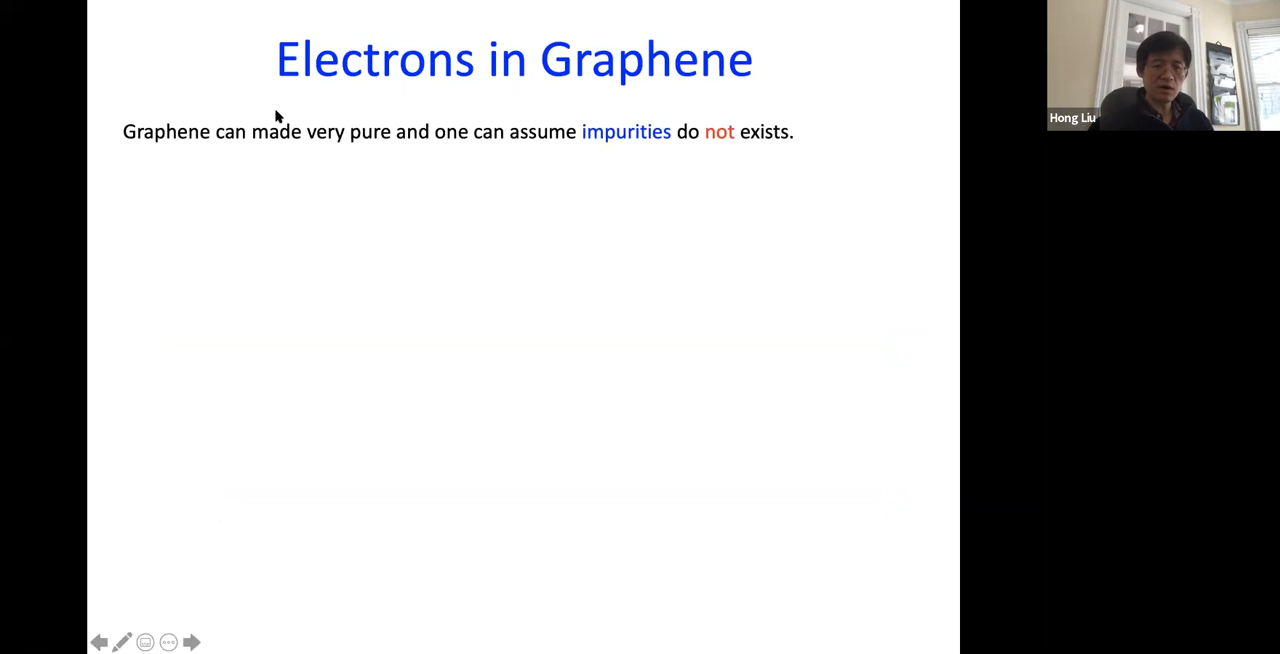 Electrons in Graphene
Graphene can made very pure and one can assume impurities do not exists.
Hong Liu